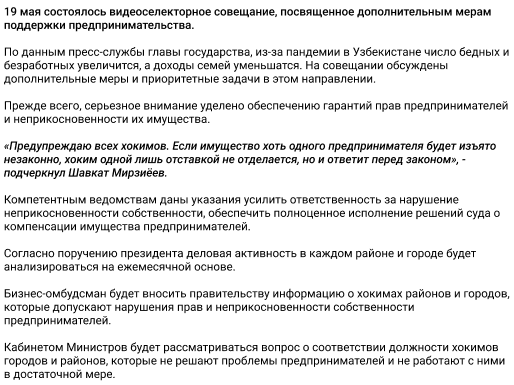 19 мая состоялось видеоселекторное совещание, посвященное дополнительным мерам
поддержки предпринимательства.
По данным пресс-службы главы государства, из-за пандемии в Узбекистане число бедных и
безработных увеличится, а доходы семей уменьшатся. На совещании обсуждены
дополнительные меры и приоритетные задачи в этом направлении.
Прежде всего, серьезное внимание уделено обеспечению гарантий прав предпринимателей
и неприкосновенности их имущества.
«Предупреждаю всех хокимов. Если имущество хоть одного предпринимателя будет изъято
незаконно, хоким одной лишь отставкой не отделается, но и ответит перед законом», -
подчеркнул Шавкат Мирзиёев.
Компетентным ведомствам даны указания усилить ответственность за нарушение
неприкосновенности собственности, обеспечить полноценное исполнение решений суда о
компенсации имущества предпринимателей.
Согласно поручению президента деловая активность в каждом районе и городе будет
анализироваться на ежемесячной основе.
Бизнес-омбудсман будет вносить правительству информацию о хокимах районов и городов,
которые допускают нарушения прав и неприкосновенности собственности
предпринимателей.
Кабинетом Министров будет рассматриваться вопрос о соответствии должности хокимов
городов и районов, которые не решают проблемы предпринимателей и не работают с ними
в достаточной мере.